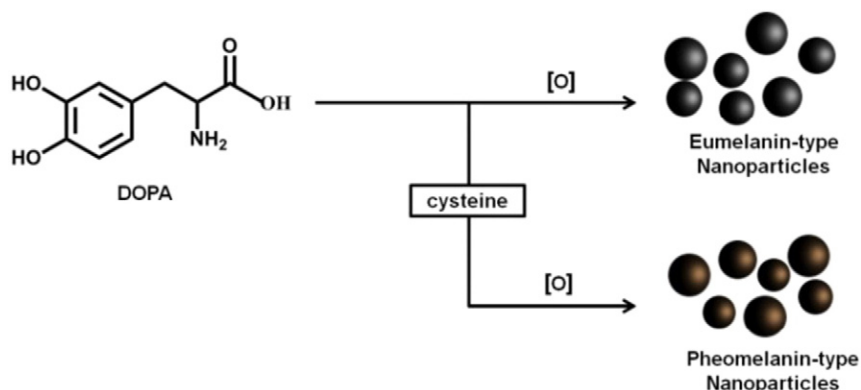 O
HO
OH
NH₂
HO
DOPA
[O]
Eumelanin-type
Nanoparticles
cysteine
[O]
Pheomelanin-type
Nanoparticles